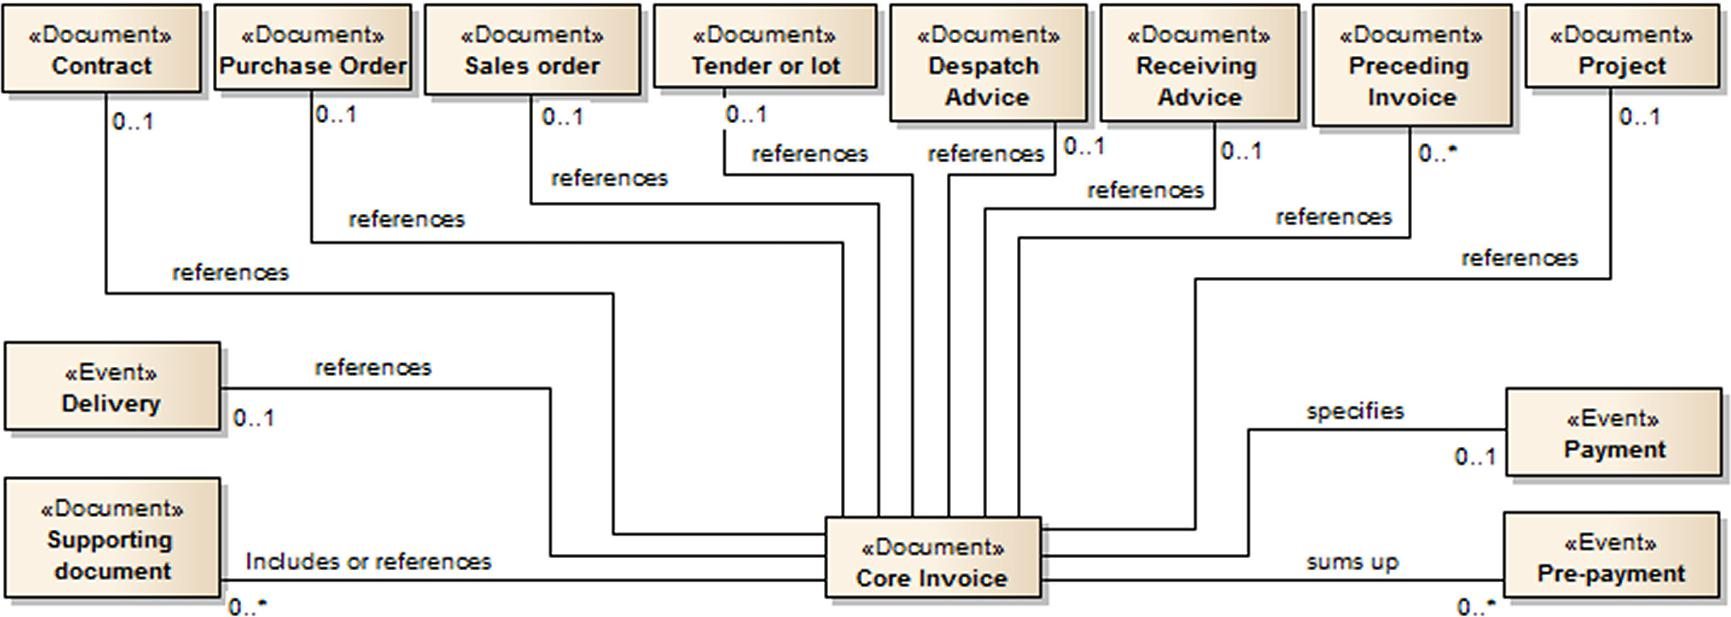 «Document»
Contract
«Document»
Purchase Order
«Document»
Sales order
«Document»
Tender or lot
«Document»
Despatch
Advice
«Document»
Receiving
Advice
«Document»
Preceding
Invoice
«Document»
Project
0..1
0..1
0..1
0..1
0..1
0..1
0..*
0..1
references
references
references
references
references
references
references
references
«Event»
Delivery
references
0..1
specifies
0..1
«Event»
Payment
«Document»
Supporting
document
Includes or references
0..*
«Document»
Core Invoice
sums up
0..*
«Event»
Pre-payment